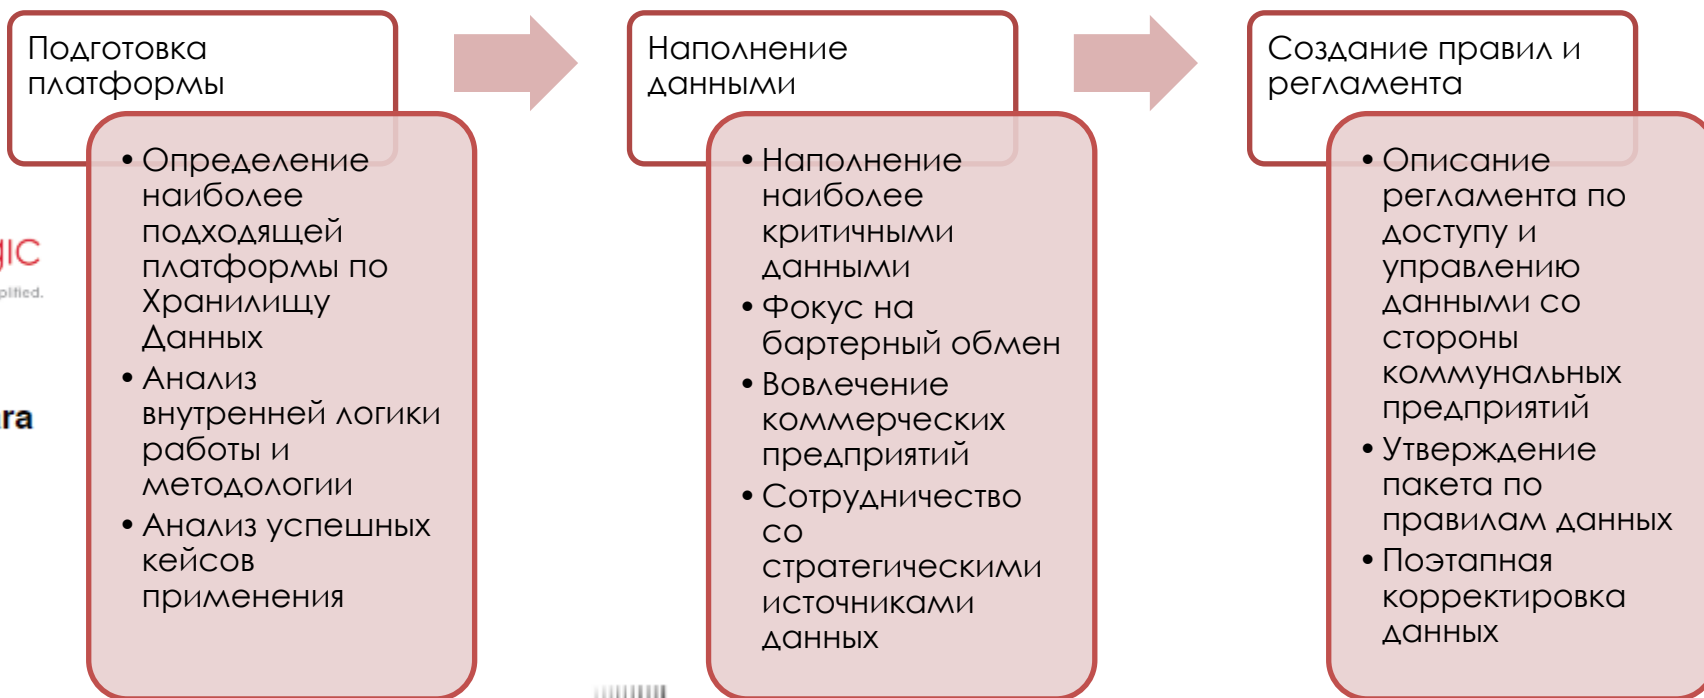 Подготовка
платформы
• Определение
наиболее
подходящей
платформы по
Хранилищу
Данных
• Анализ
внутренней логики
работы и
методологии
• Анализ успешных
кейсов
применения
Наполнение
данными
• Наполнение
наиболее
критичными
данными
• Фокус на
бартерный обмен
• Вовлечение
коммерческих
предприятий
• Сотрудничество
со
стратегическими
источниками
данных
Создание правил и
регламента
• Описание
регламента по
доступу и
управлению
данными со
стороны
коммунальных
предприятий
• Утверждение
пакета по
правилам данных
• Поэтапная
корректировка
данных